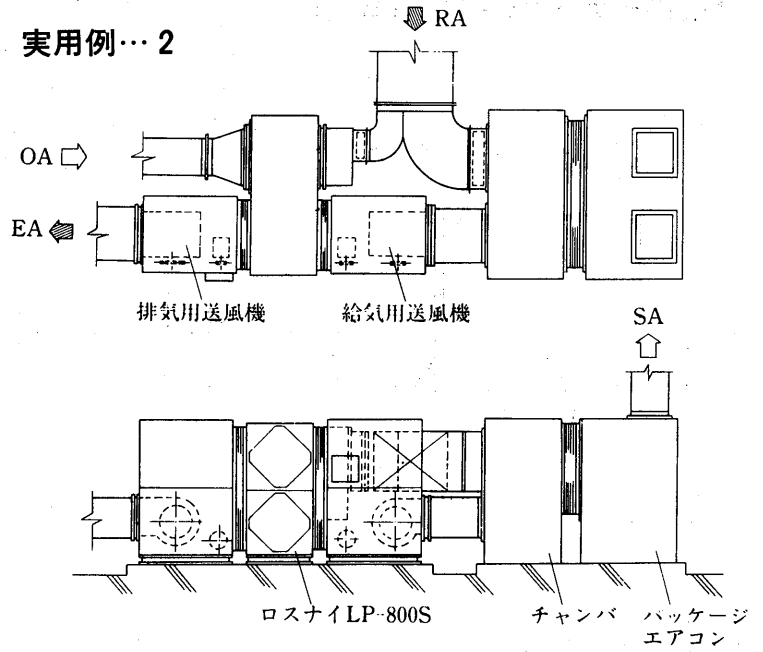 実用例… 2
RA
OA
EA
排気用送風機
給気用送風機
SA
ロスナイLP-800S
チャンバ
パッケージ
エアコン